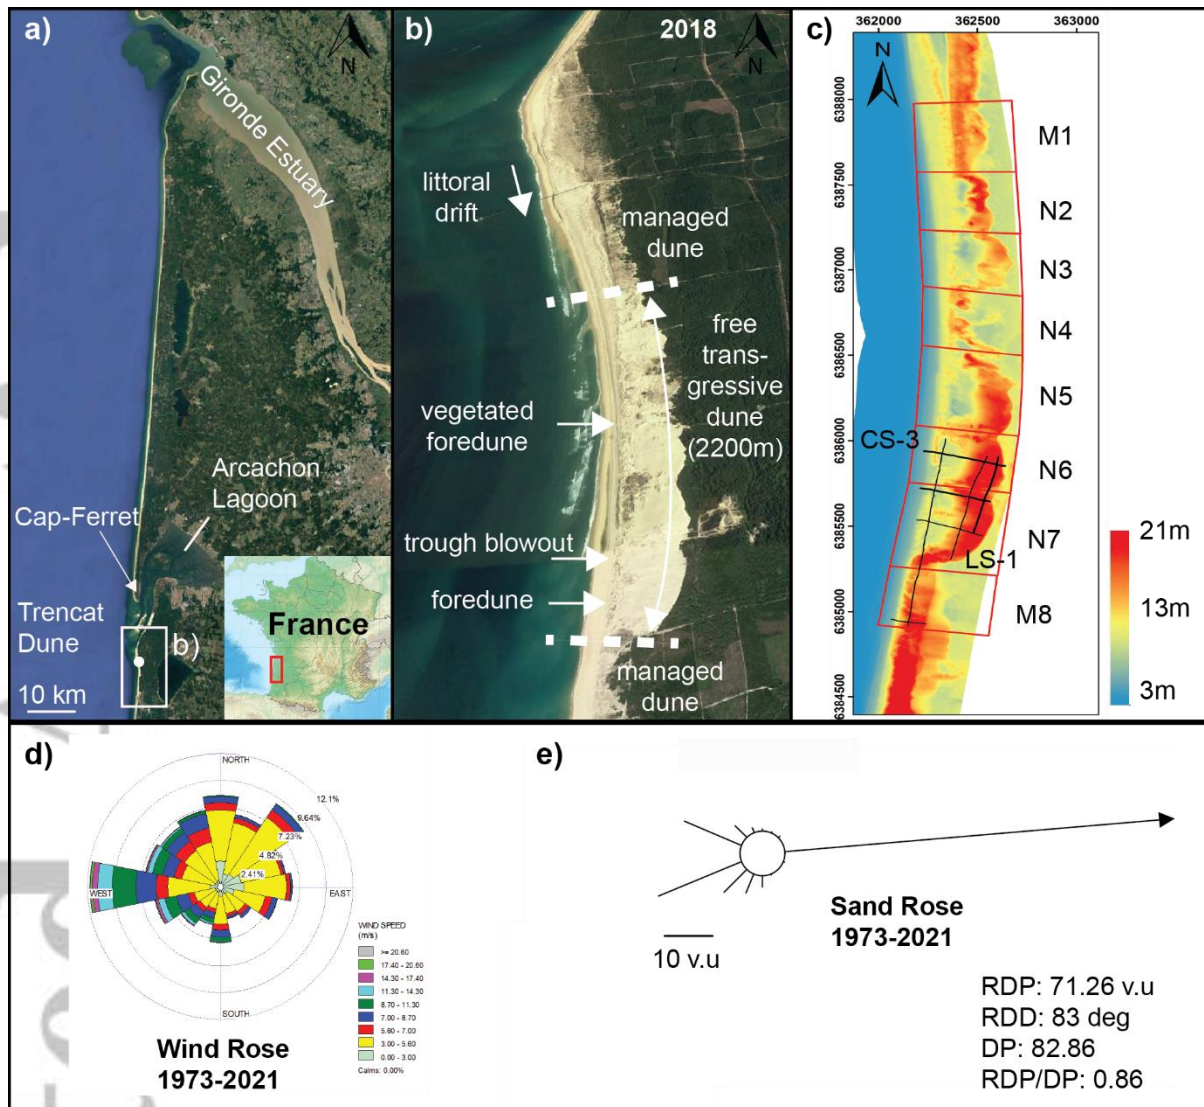 a)
N
Gironde Estuary
Arcachon
Lagoon
Cap-Ferret
Trencat
Dune
b)
10 km
France
b)
2018
N
littoral
drift
managed
dune
free
trans-
gressive
dune
(2200m)
vegetated
foredune
trough blowout
foredune
managed
dune
c)
362000
362500
363000
N
6388000
6387500
6387000
6386500
6386000
6385500
6385000
6384500
M1
N2
N3
N4
N5
N6
N7
M8
CS-3
LS-1
21m
13m
3m
d)
NORTH
12.1%
9.64%
7.23%
4.82%
2.41%
WEST
EAST
SOUTH
WIND SPEED
(m/s)
>= 20.60
17.40 - 20.60
14.30 - 17.40
11.30 - 14.30
8.70 - 11.30
7.00 - 8.70
5.60 - 7.00
3.00 - 5.60
0.00 - 3.00
Calms: 0.00%
Wind Rose
1973-2021
e)
10 v.u
Sand Rose
1973-2021
RDP: 71.26 v.u
RDD: 83 deg
DP: 82.86
RDP/DP: 0.86